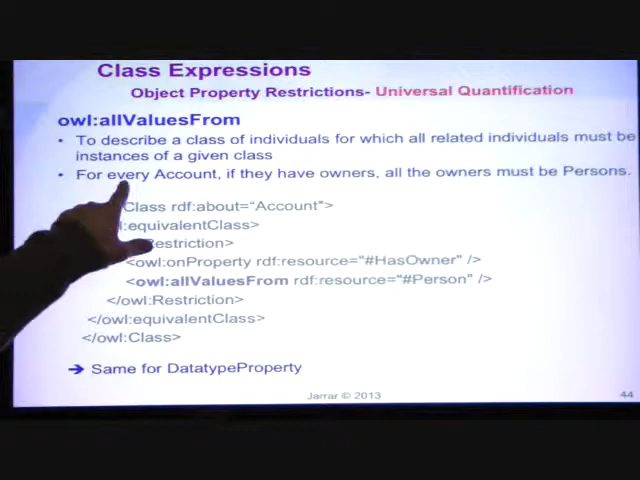 Class Expressions
Object Property Restrictions- Universal Quantification
owl:allValuesFrom
• To describe a class of individuals for which all related individuals must be
instances of a given class
• For every Account, if they have owners, all the owners must be Persons.
Class rdf:about="Account">
:equivalentClass>
Restriction>
<owl:onProperty rdf:resource="#HasOwner" />
<owl:allValuesFrom rdf:resource="#Person" />
</owl:Restriction>
</owl:equivalentClass>
</owl:Class>
➔ Same for DatatypeProperty
Jarrar © 2013
44